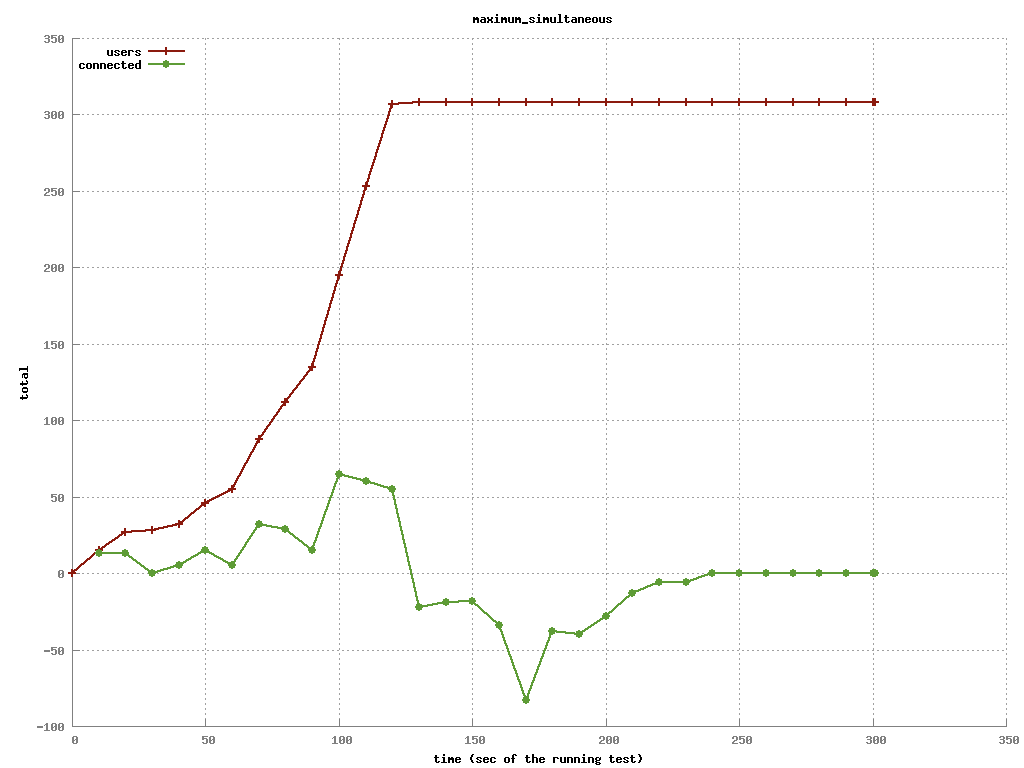 maximum_simultaneous
users
connected
350
300
250
200
150
100
50
0
-50
-100
total
0 50 100 150 200 250 300 350
time (sec of the running test)